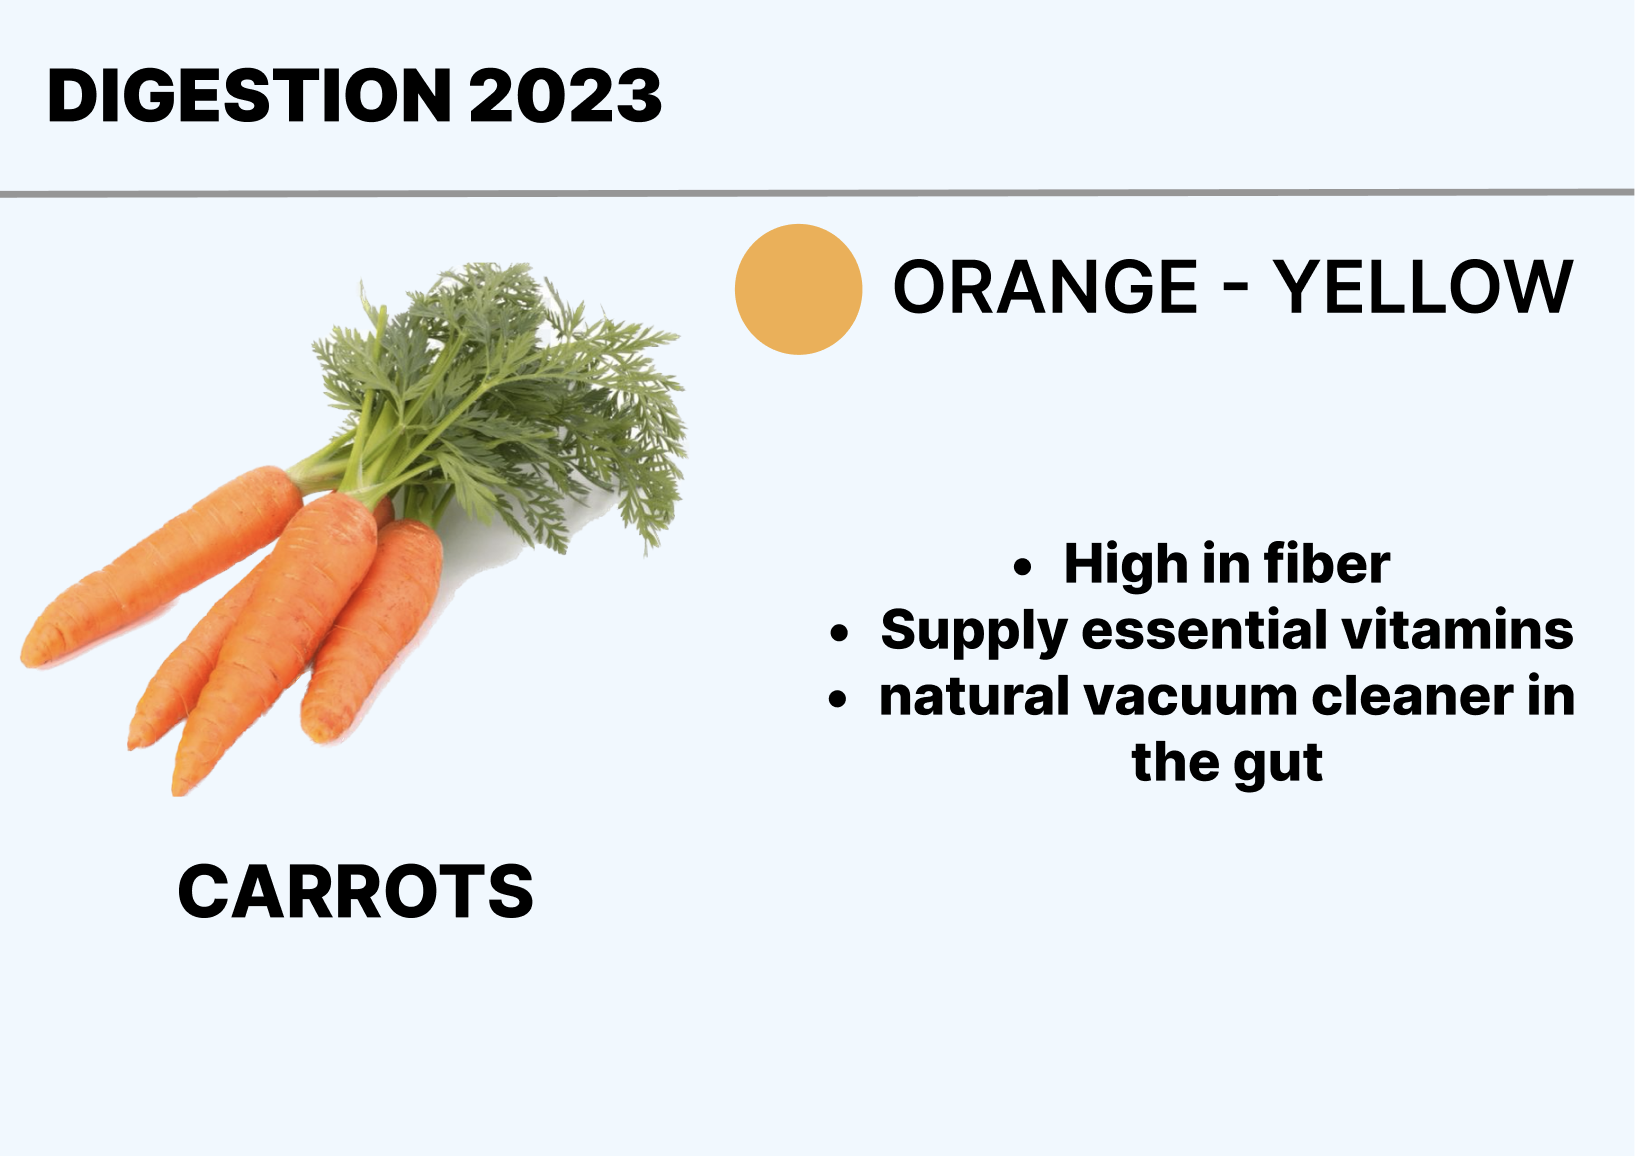 DIGESTION 2023
ORANGE - YELLOW
• High in fiber
• Supply essential vitamins
• natural vacuum cleaner in
the gut
CARROTS